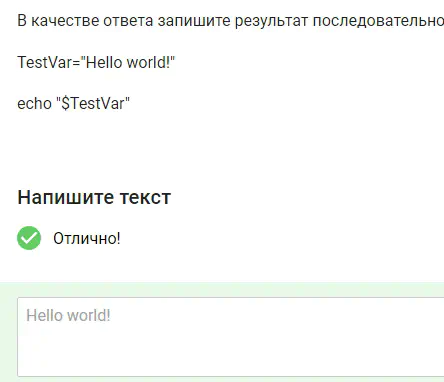 В качестве ответа запишите результат последовательно
TestVar="Hello world!"
echo "$TestVar"
Напишите текст
Отлично!
Hello world!